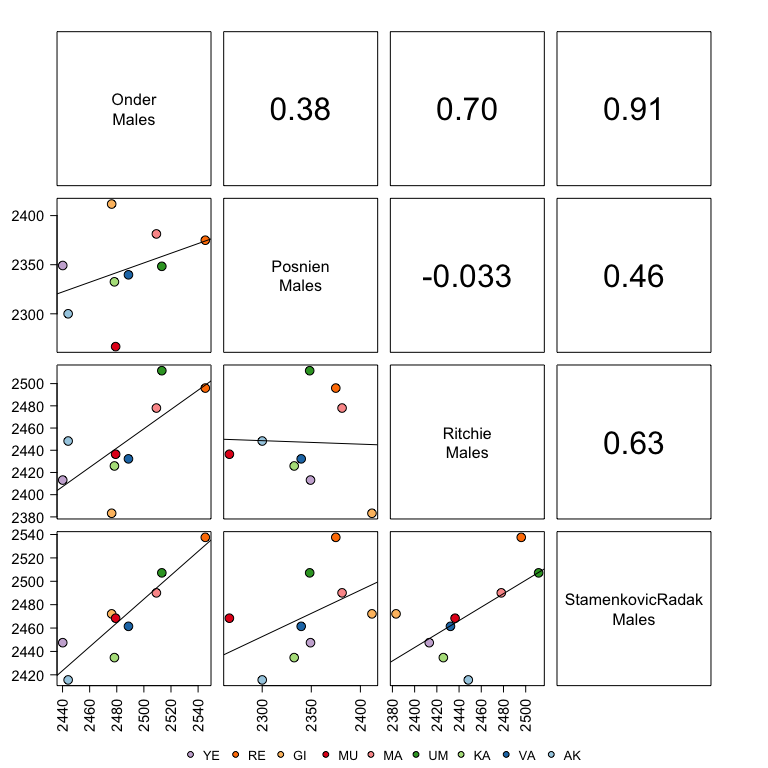 Onder
Males
0.38
0.70
0.91
2400
2350
2300
Posnien
Males
-0.033
0.46
2500
2480
2460
2440
2420
2400
2380
Ritchie
Males
0.63
2540
2520
2500
2480
2460
2440
2420
StamenkovicRadak
Males
2440 2460 2480 2500 2520 2540
2300 2350 2400
2380 2400 2420 2440 2460 2480 2500
YE RE GI MU MA UM KA VA AK